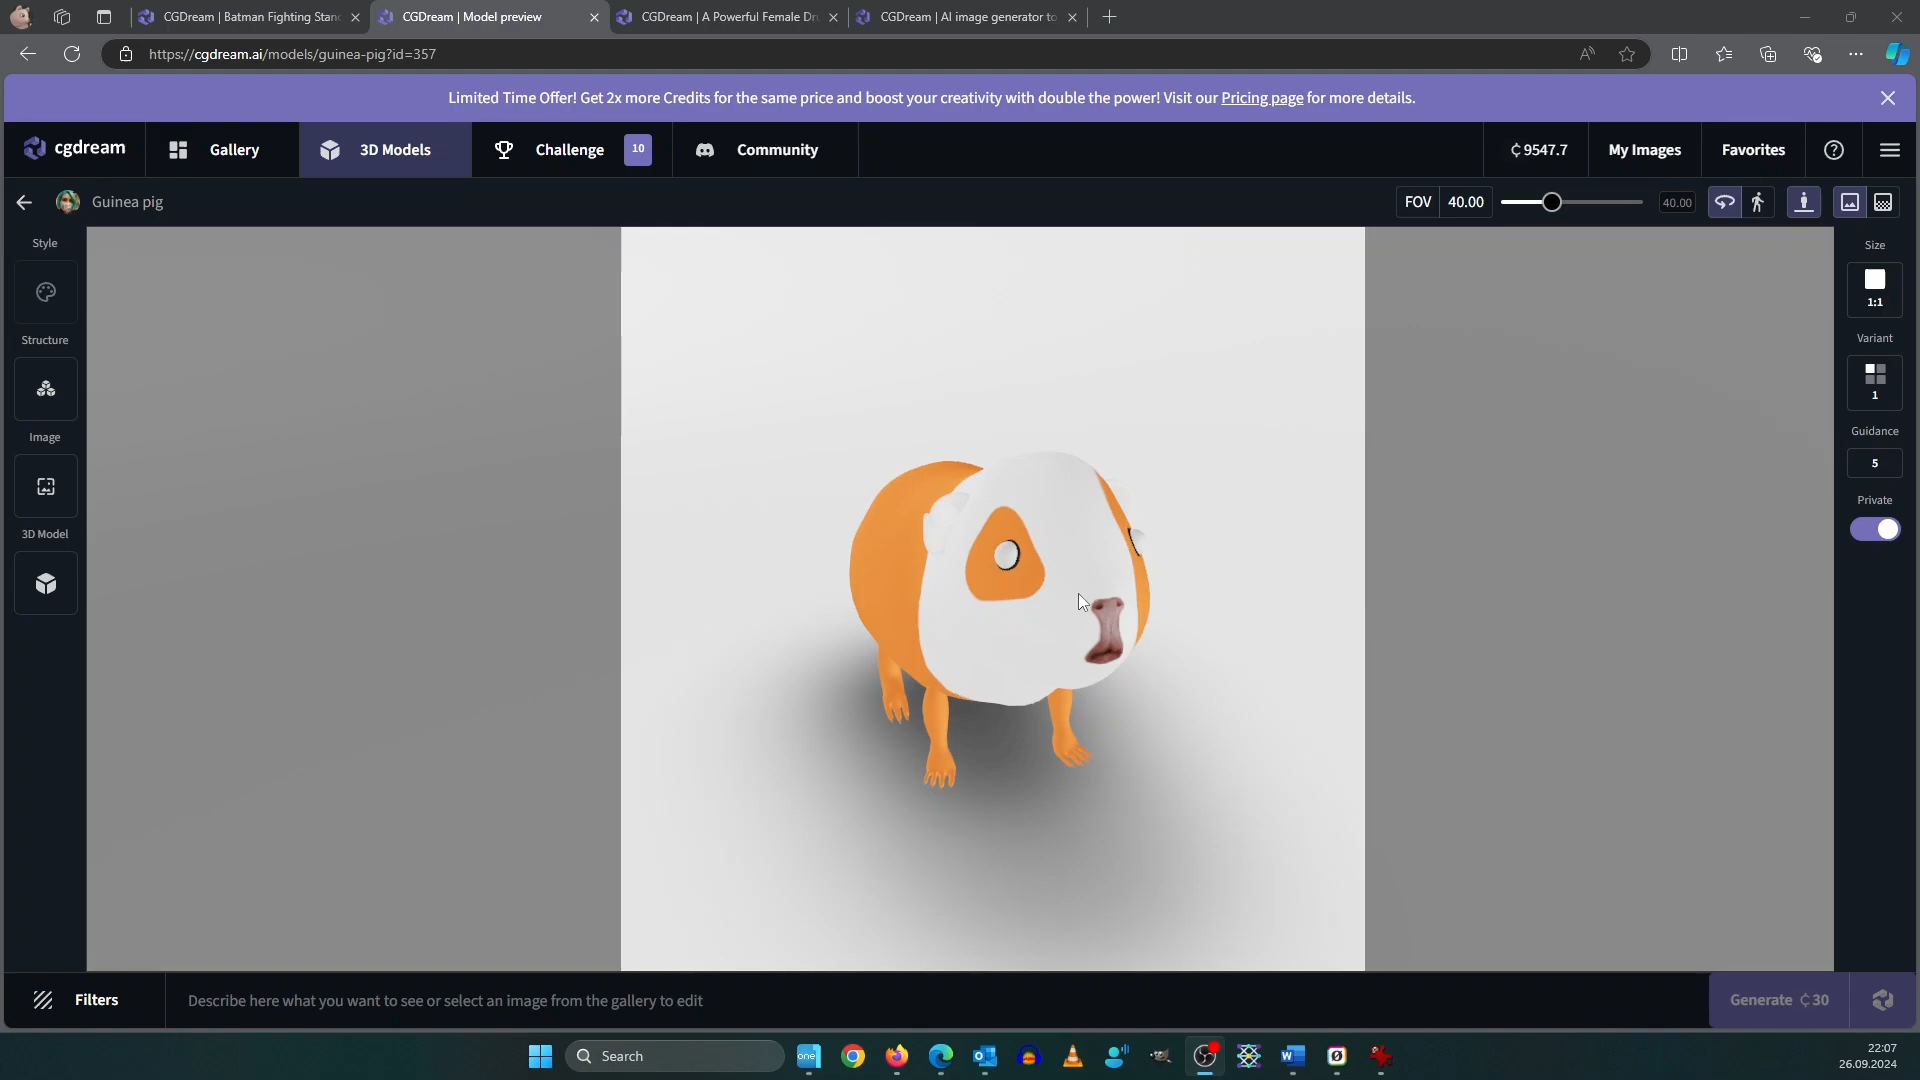 CGDream | Batman Fighting Stan
CGDream | Model preview
CGDream | A Powerful Female Dr
CGDream | AI image generator to
https://cgdream.ai/models/guinea-pig?id=357
Limited Time Offer! Get 2x more Credits for the same price and boost your creativity with double the power! Visit our Pricing page for more details.
cgdream
Gallery
3D Models
Challenge
10
Community
₵ 9547.7
My Images
Favorites
Guinea pig
FOV
40.00
40.00
Style
Structure
Image
3D Model
Size
1:1
Variant
1
Guidance
5
Private
Filters
Describe here what you want to see or select an image from the gallery to edit
Generate ₵ 30
Search
one
22:07
26.09.2024